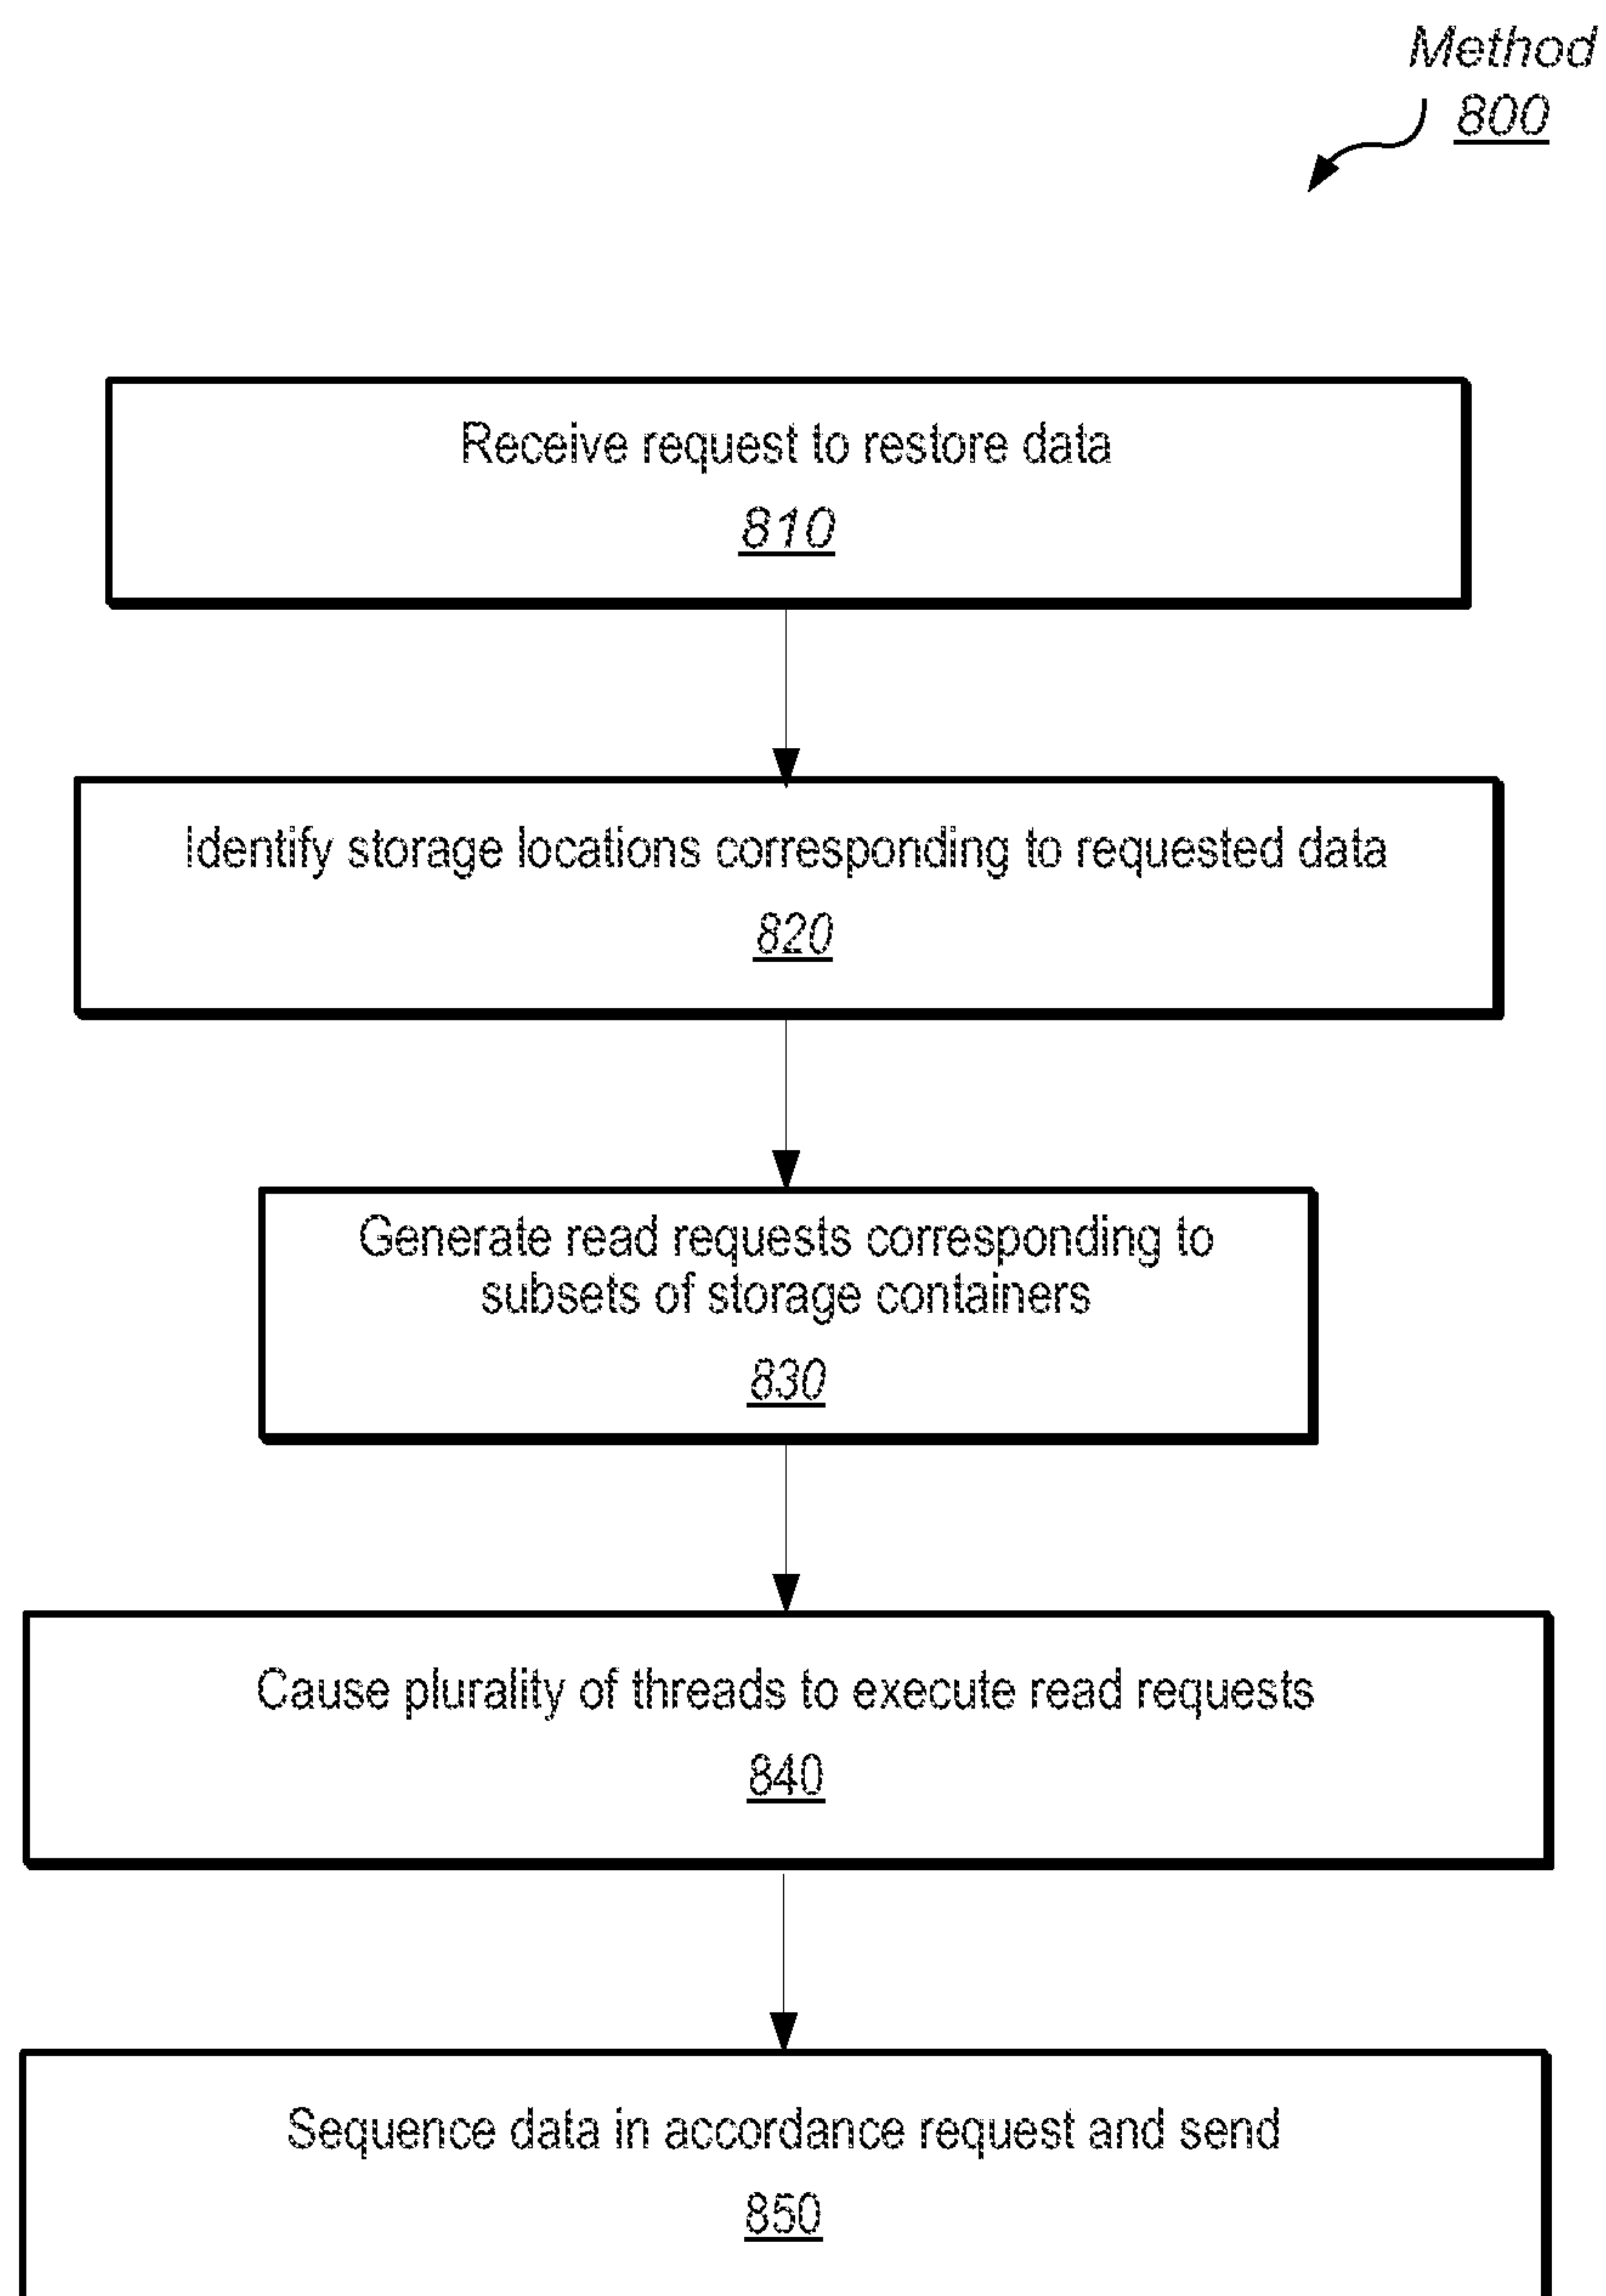 Method
800
Receive request to restore data
810
Identify storage locations corresponding to requested data
820
Generate read requests corresponding to
subsets of storage containers
830
Cause plurality of threads to execute read requests
840
Sequence data in accordance request and send
850